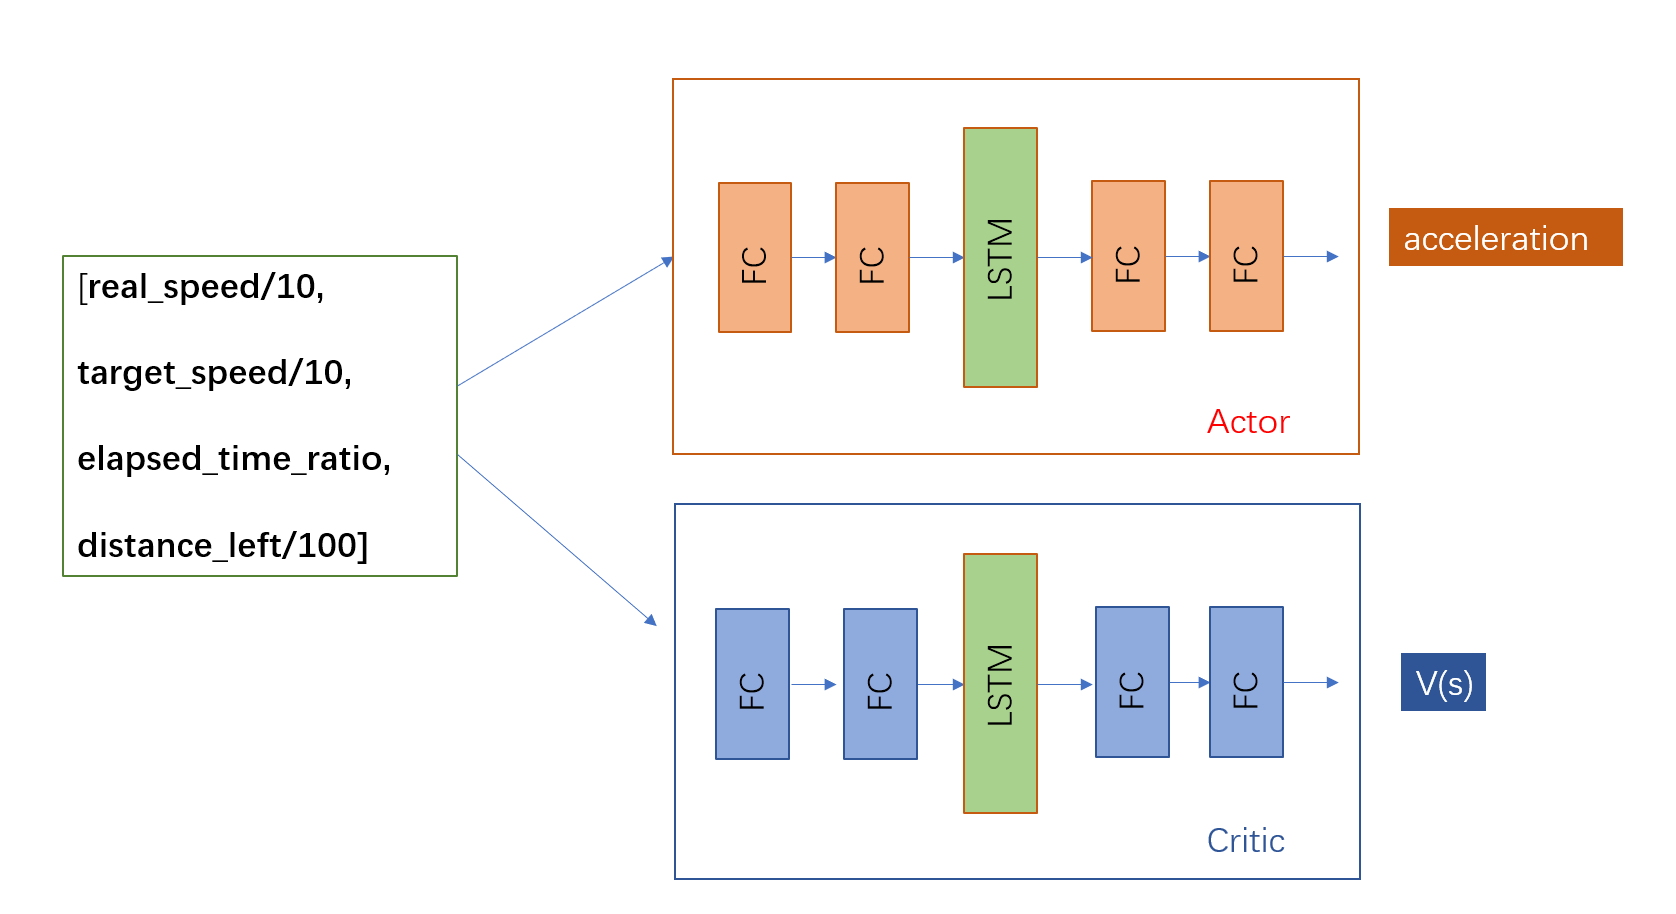 [real_speed/10,
target_speed/10,
elapsed_time_ratio,
distance_left/100]
FC
FC
LSTM
FC
FC
Actor
acceleration
FC
FC
LSTM
FC
FC
Critic
V(s)